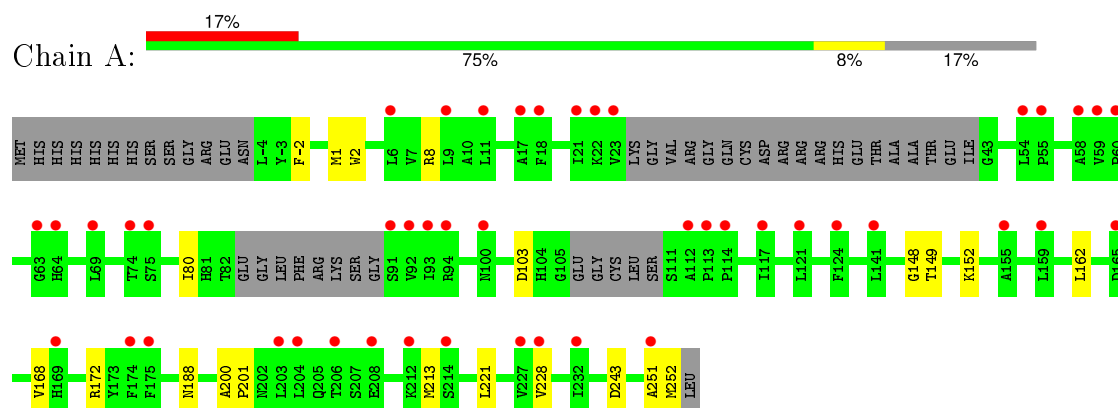 17%
Chain A:
75% 8% 17%
MET HIS HIS HIS HIS HIS HIS SER SER GLY ARG GLU ASN L-4 Y-3 F-2 M1 W2 L6 V7 R8 L9 A10 L11 A17 F18 I21 K22 V23 LYS GLY VAL ARG GLY GLN CYS ASP ARG ARG ARG HIS GLU THR ALA ALA THR GLU ILE G43 L54 P55 A58 V59
G63 H64 L69 T74 S75 I80 H81 T82 GLU GLY LEU PHE ARG LYS SER GLY S91 V92 I93 R94 N100 D103 H104 G105 GLU GLY CYS LEU SER S111 A112 P113 P114 I117 L121 F124 L141 G148 T149 K152 A155 L159 L162
V168 H169 R172 Y173 F174 F175 N188 A200 P201 N202 L203 L204 Q205 T206 S207 E208 K212 M213 S214 L221 V227 V228 I232 D243 A251 M252 LEU